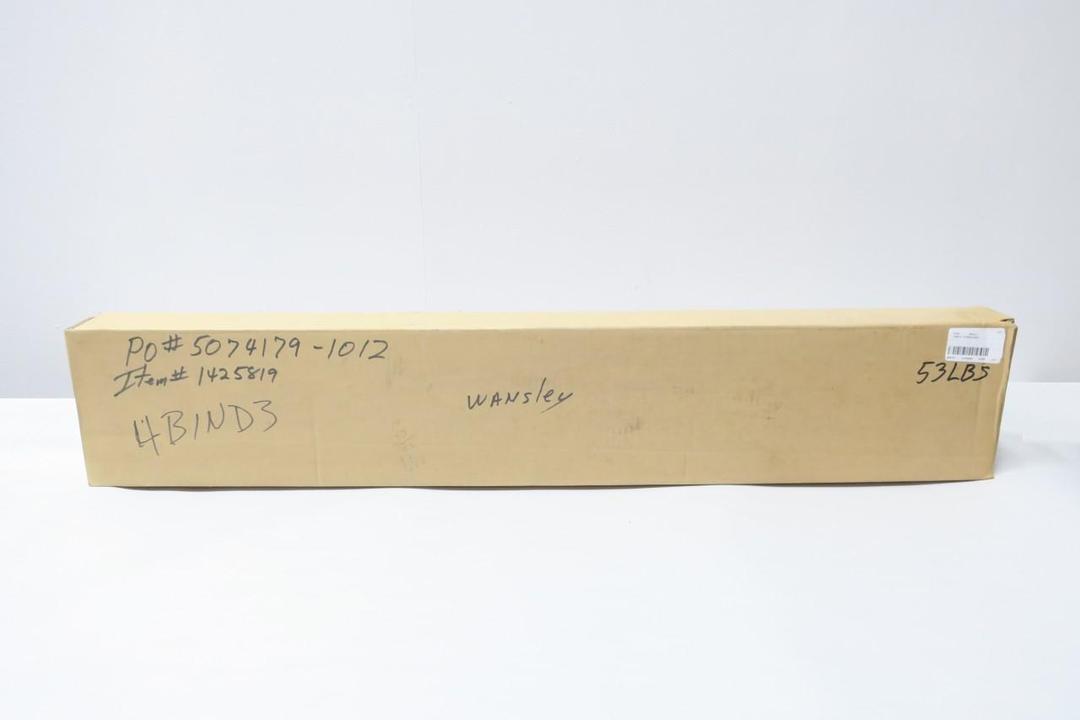 PO# 5074179-1012
Item# 1425819
4BIND3
WANSley
53LBS